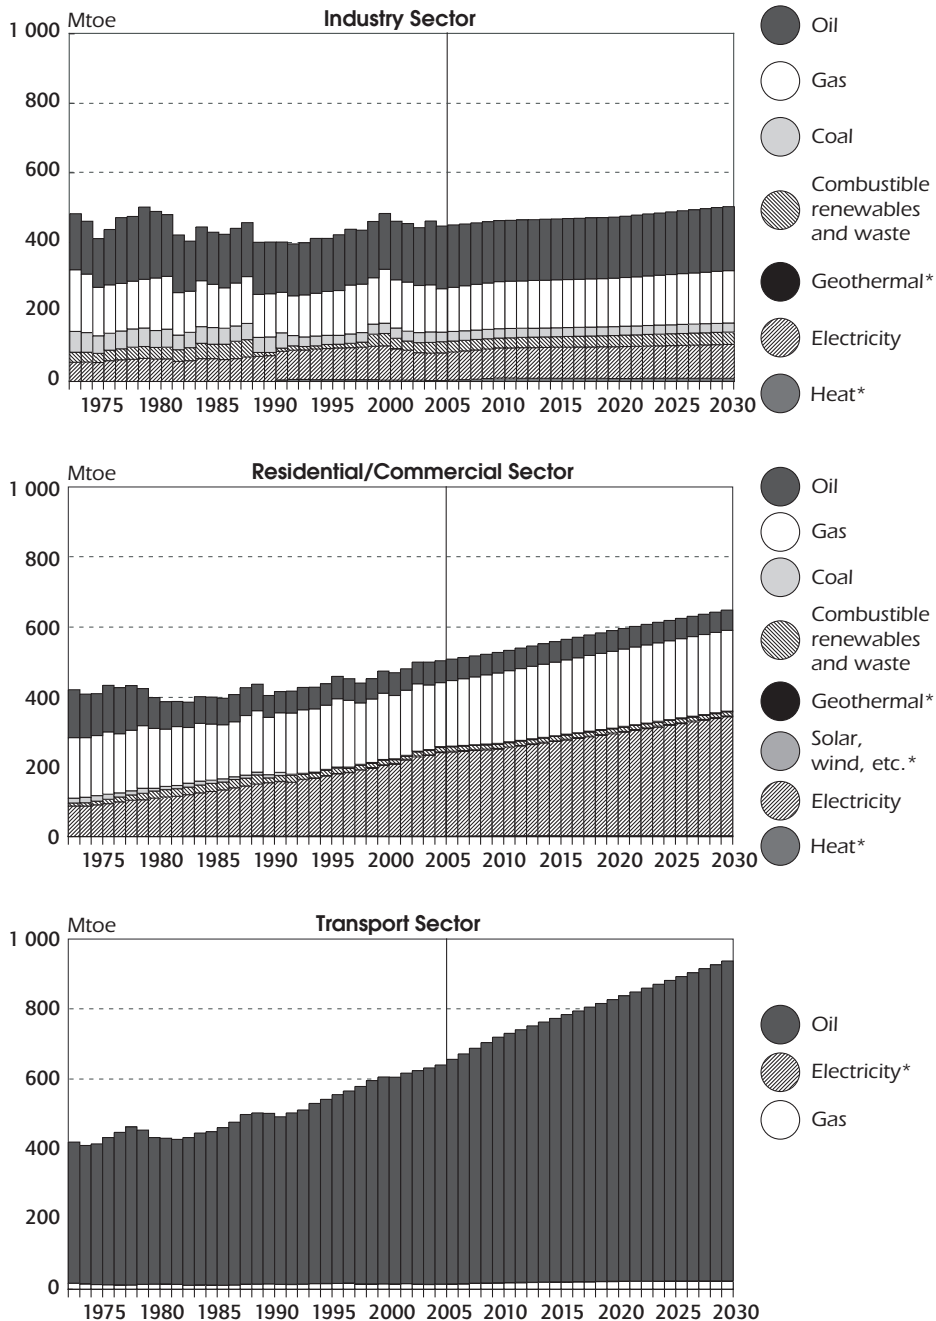 Industry Sector
Mtoe
1 000
800
600
400
200
0
1975 1980 1985 1990 1995 2000 2005 2010 2015 2020 2025 2030
Oil
Gas
Coal
Combustible
renewables
and waste
Geothermal*
Electricity
Heat*
Residential/Commercial Sector
Mtoe
1 000
800
600
400
200
0
1975 1980 1985 1990 1995 2000 2005 2010 2015 2020 2025 2030
Oil
Gas
Coal
Combustible
renewables
and waste
Geothermal*
Solar,
wind, etc.*
Electricity
Heat*
Transport Sector
Mtoe
1 000
800
600
400
200
0
1975 1980 1985 1990 1995 2000 2005 2010 2015 2020 2025 2030
Oil
Electricity*
Gas